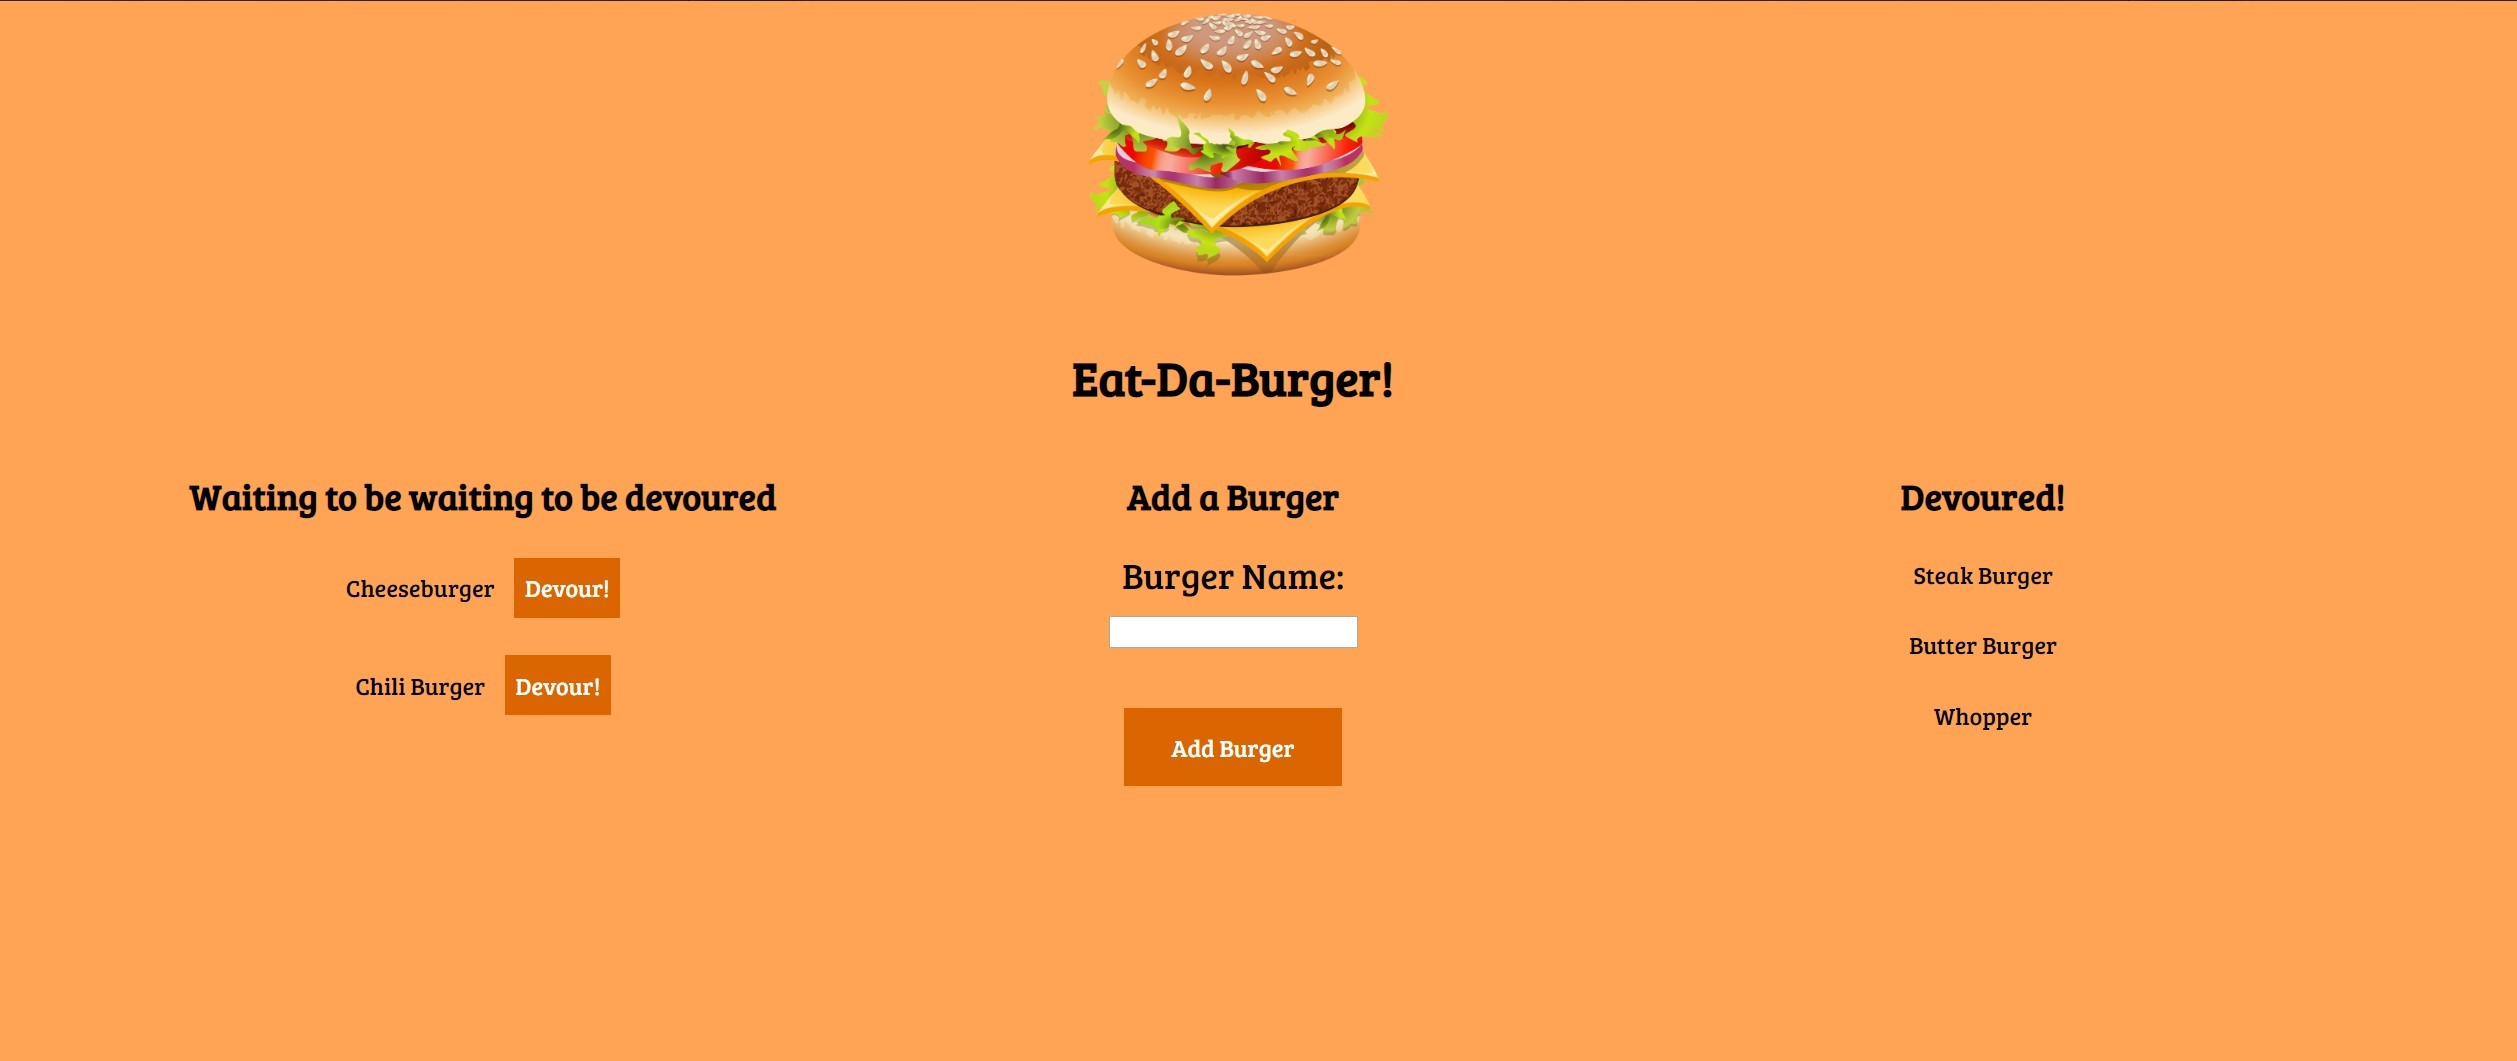 Eat-Da-Burger!
Waiting to be waiting to be devoured
Cheeseburger Devour!
Chili Burger Devour!
Add a Burger
Burger Name:
Add Burger
Devoured!
Steak Burger
Butter Burger
Whopper